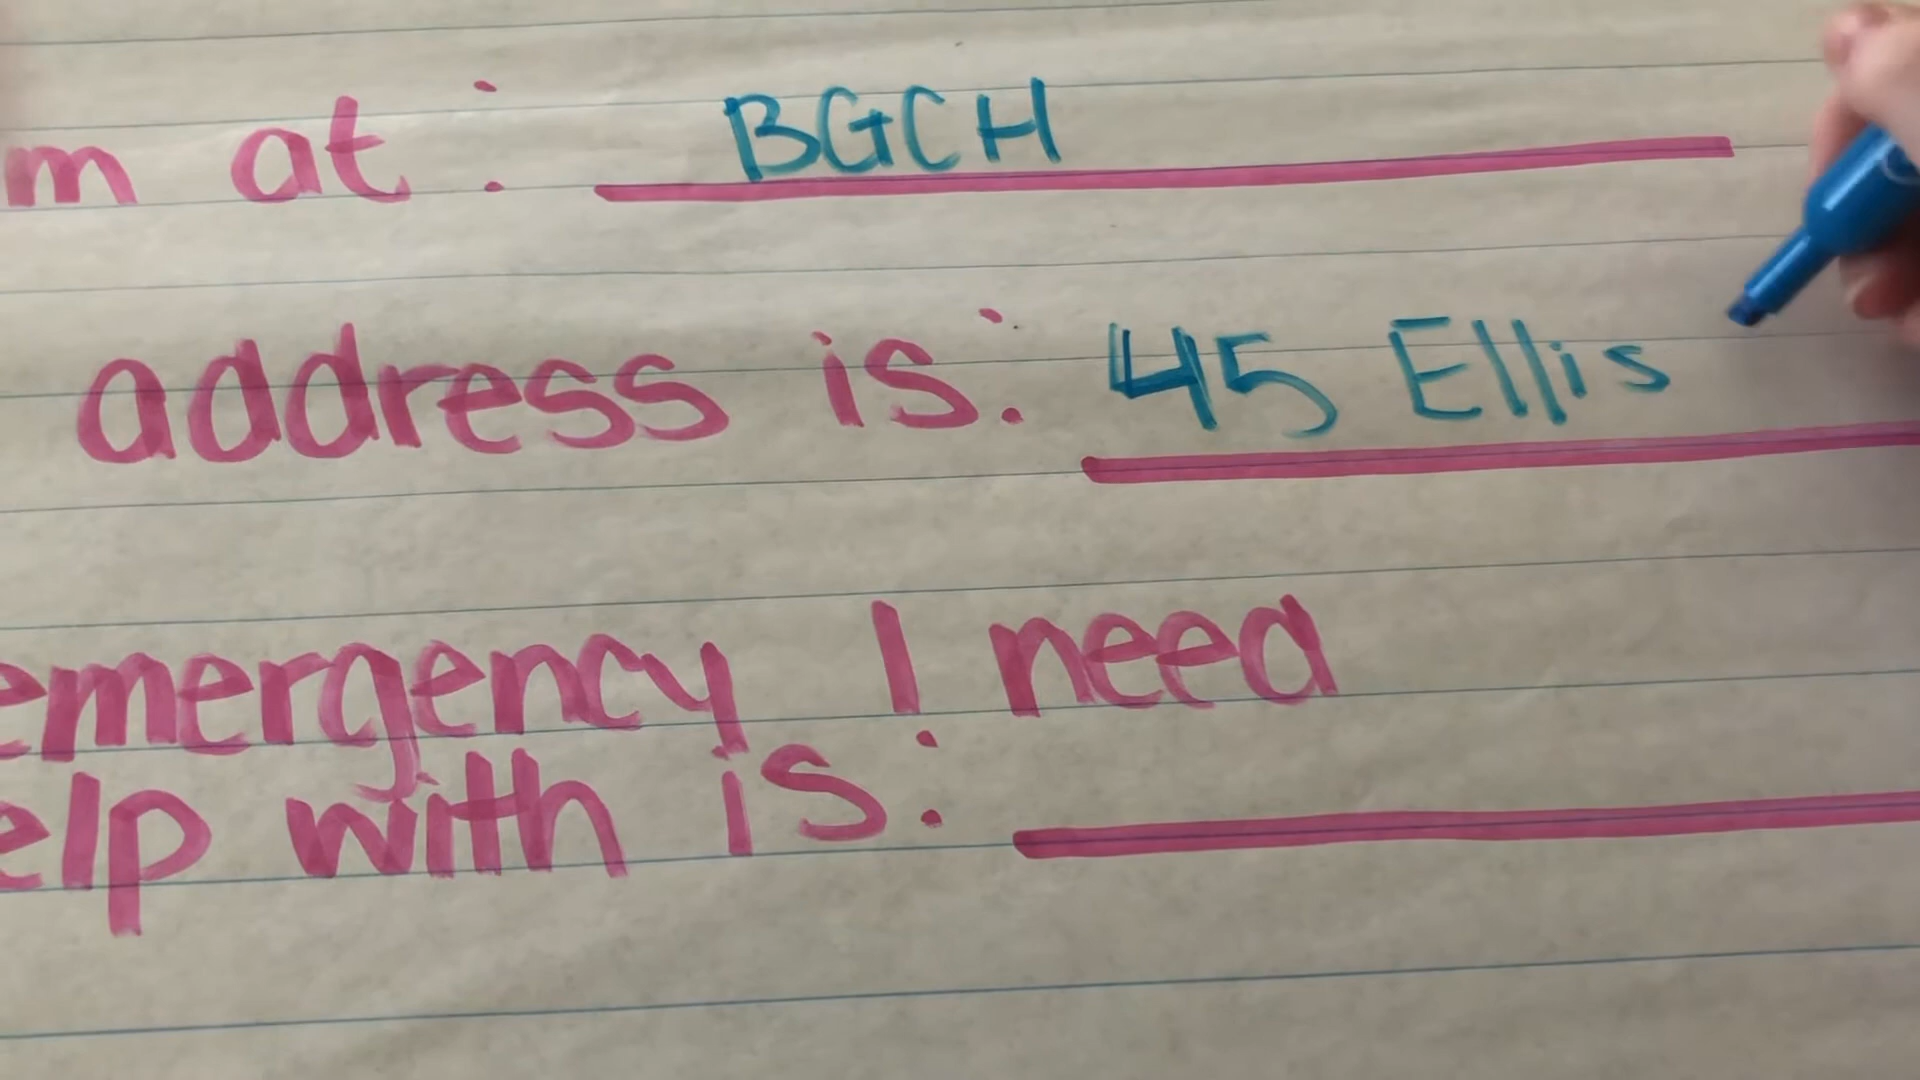 m at: BGCH
address is: 45 Ellis
emergency I need
elp with is: